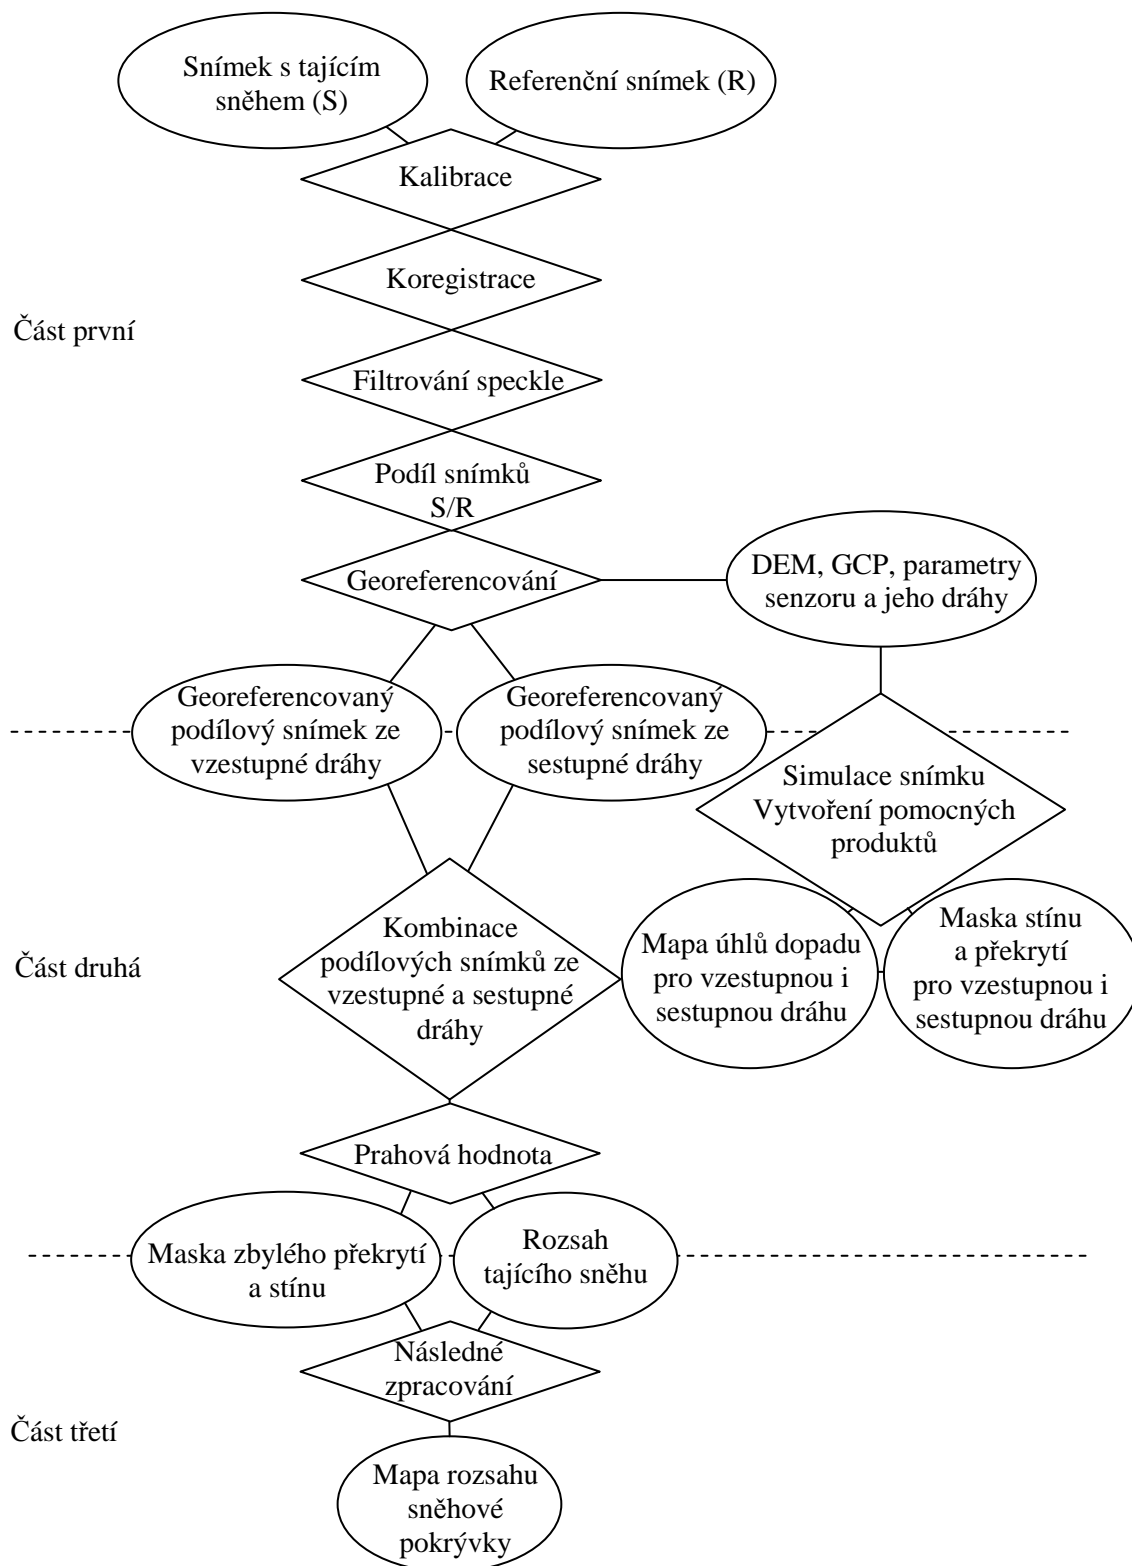 Snímek s tajícím
sněhem (S)
Referenční snímek (R)
Kalibrace
Koregistrace
Část první
Filtrování speckle
Podíl snímků
S/R
Georeferencování
DEM, GCP, parametry
senzoru a jeho dráhy
Georeferencovaný
podílový snímek ze
vzestupné dráhy
Georeferencovaný
podílový snímek ze
sestupné dráhy
Simulace snímku
Vytvoření pomocných
produktů
Část druhá
Kombinace
podílových snímků ze
vzestupné a sestupné
dráhy
Mapa úhlů dopadu
pro vzestupnou i
sestupnou dráhu
Maska stínu
a překrytí
pro vzestupnou i
sestupnou dráhu
Prahová hodnota
Maska zbylého překrytí
a stínu
Rozsah
tajícího sněhu
Následné
zpracování
Část třetí
Mapa rozsahu
sněhové
pokrývky